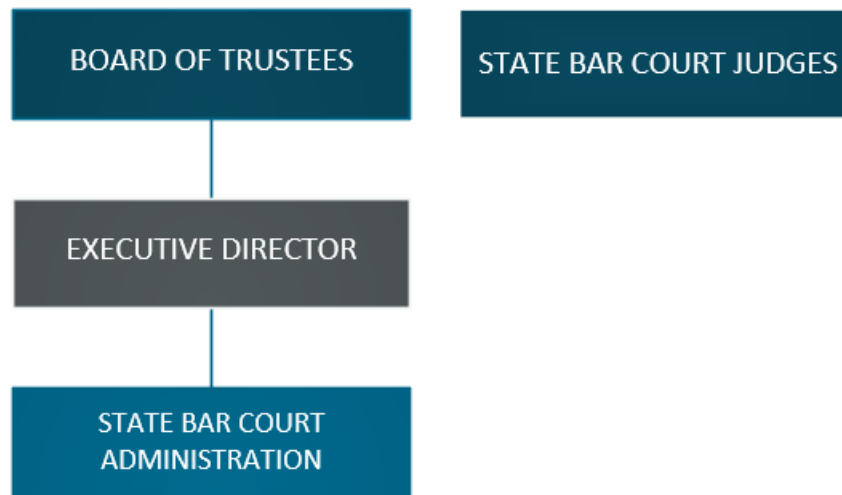 BOARD OF TRUSTEES
STATE BAR COURT JUDGES
EXECUTIVE DIRECTOR
STATE BAR COURT
ADMINISTRATION